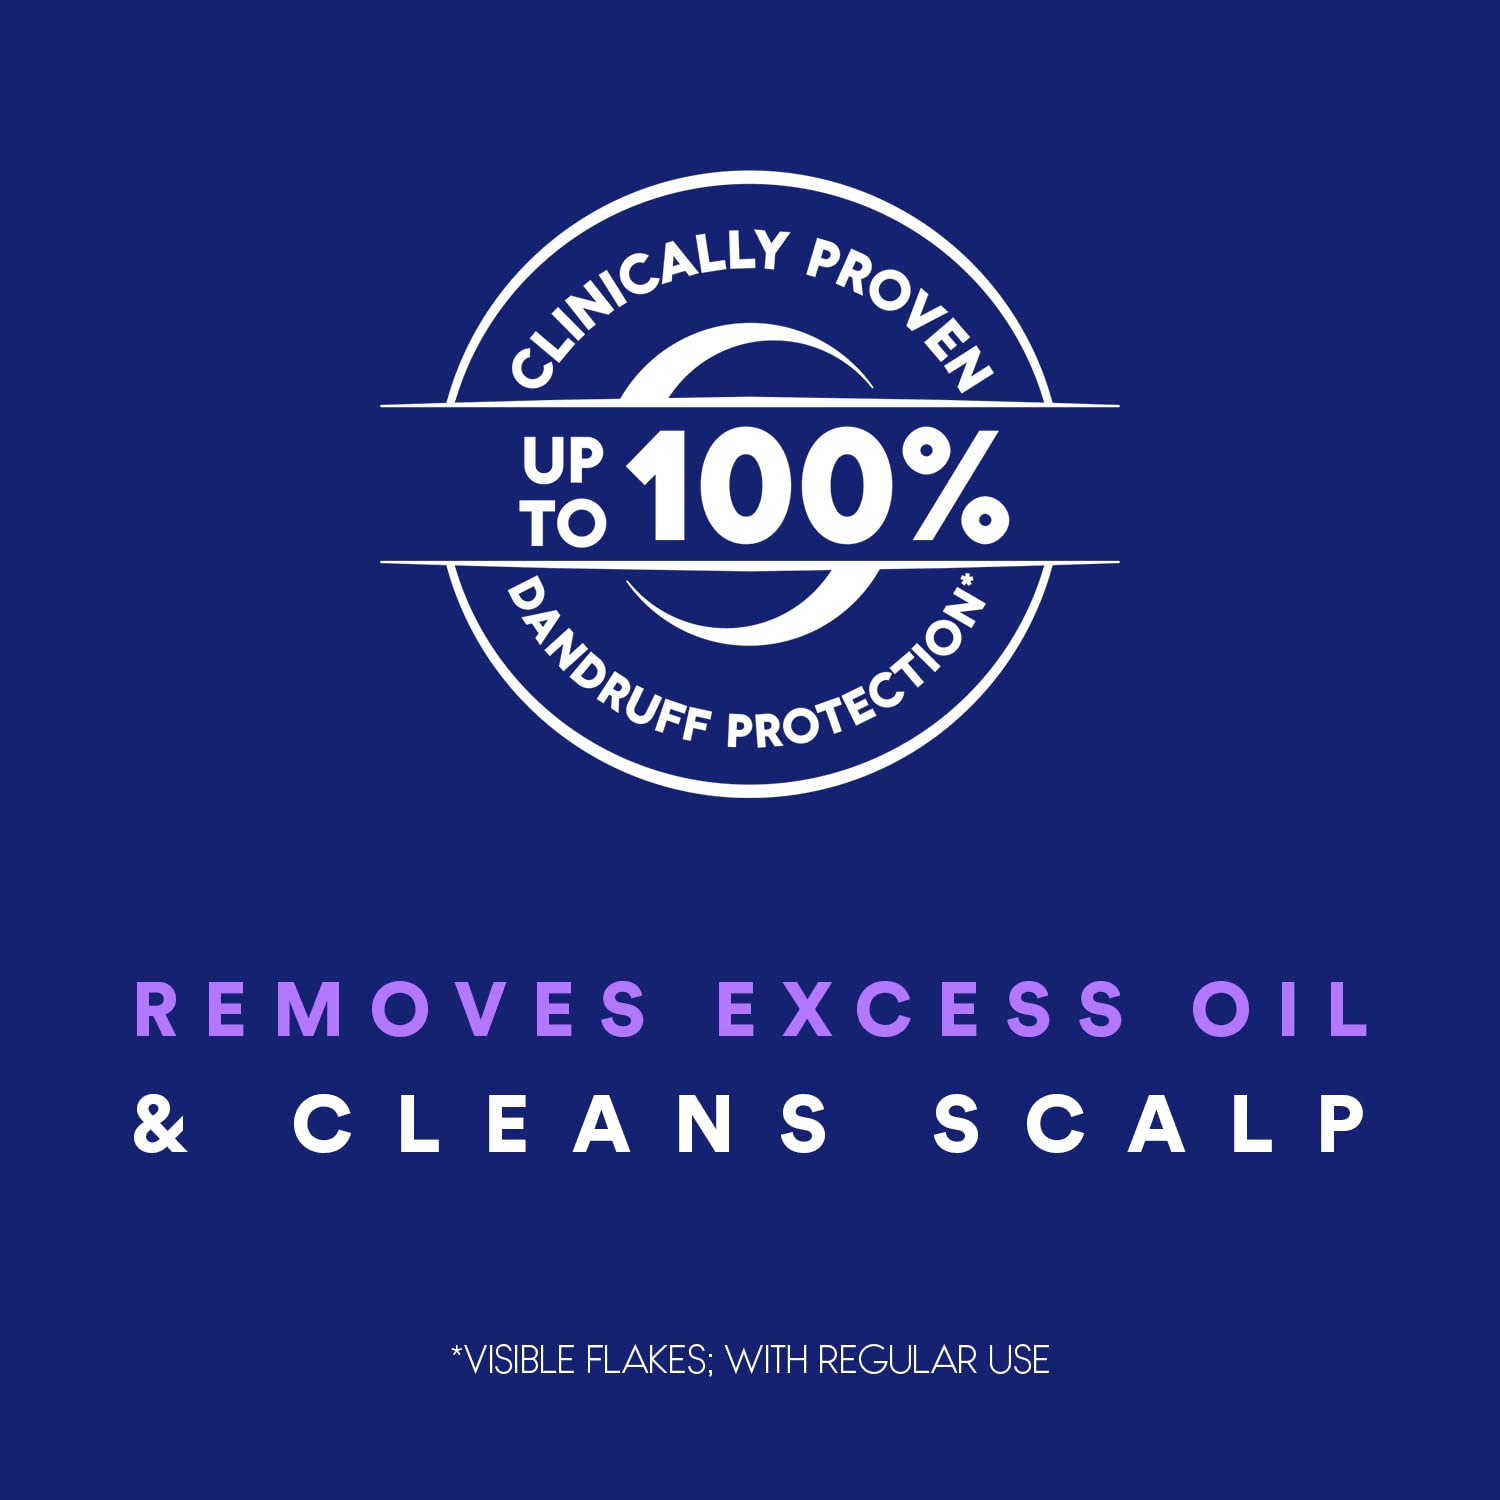 CLINICALLY PROVEN
UP TO 100%
DANDRUFF PROTECTION*
REMOVES EXCESS OIL
& CLEANS SCALP
*VISIBLE FLAKES; WITH REGULAR USE